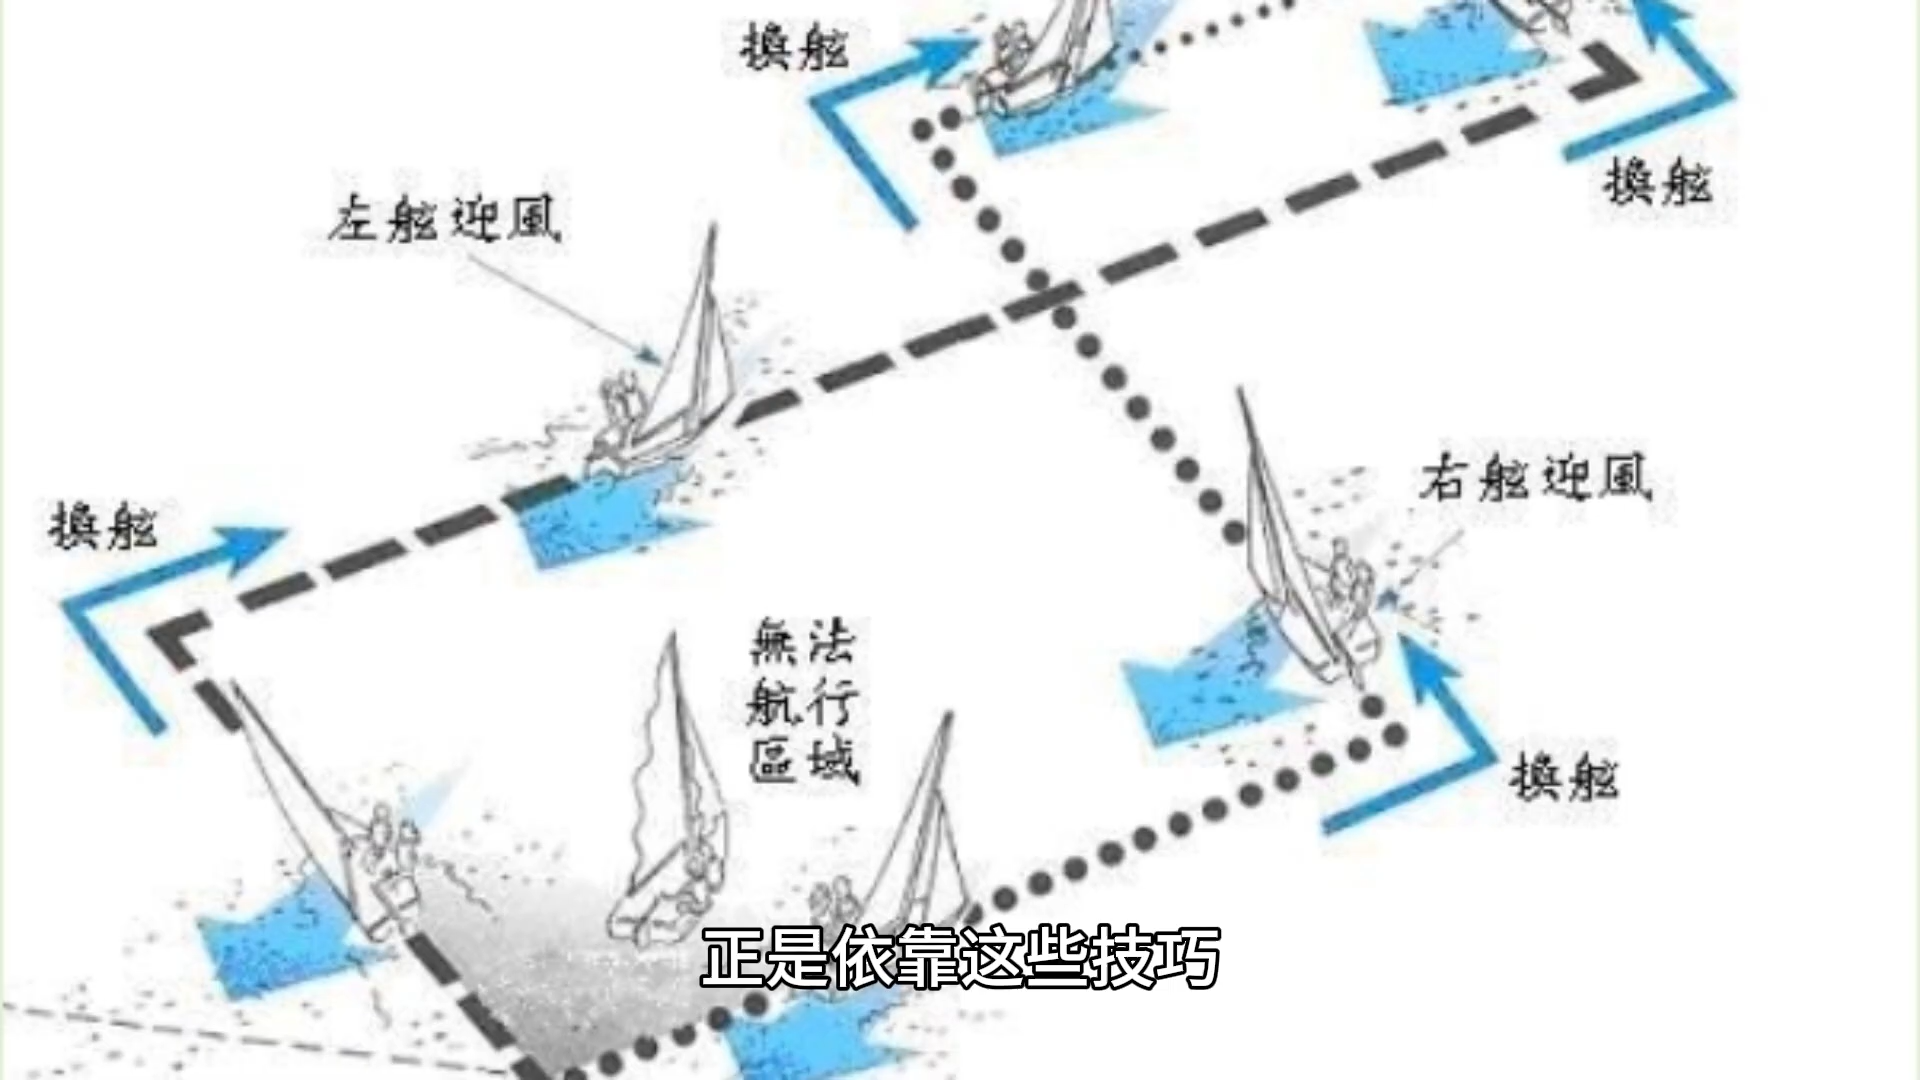 換舷
換舷
左舷迎風
右舷迎風
換舷
無法
航行
區域
換舷
正是依靠这些技巧